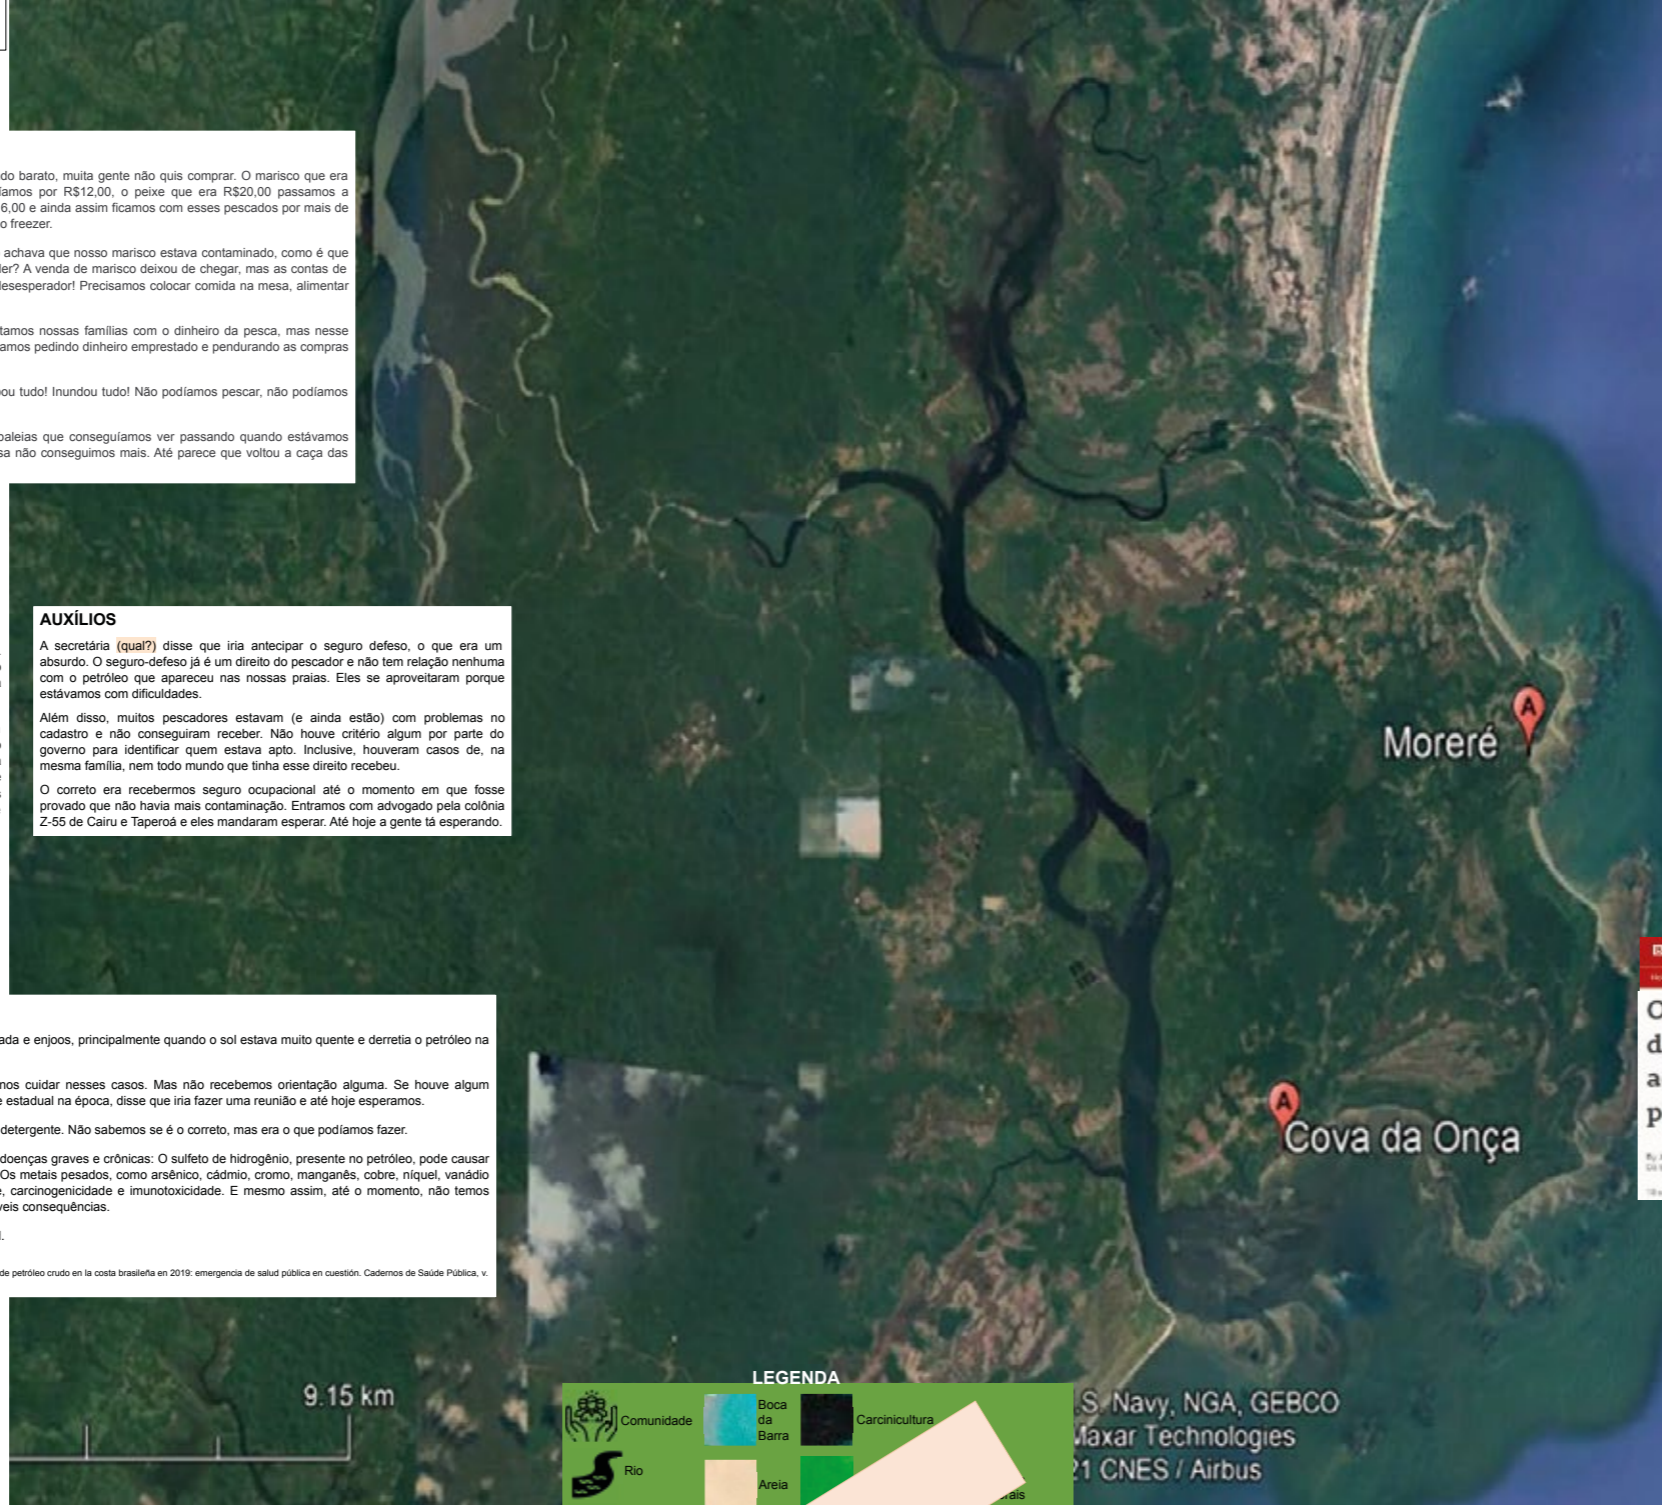 do barato, muita gente não quis comprar. O marisco que era
íamos por R$12,00, o peixe que era R$20,00 passamos a
6,00 e ainda assim ficamos com esses pescados por mais de
o freezer.
achava que nosso marisco estava contaminado, como é que
der? A venda de marisco deixou de chegar, mas as contas de
desesperador! Precisamos colocar comida na mesa, alimentar
tamos nossas famílias com o dinheiro da pesca, mas nesse
amos pedindo dinheiro emprestado e pendurando as compras
ou tudo! Inundou tudo! Não podíamos pescar, não podíamos
baleias que conseguíamos ver passando quando estávamos
sa não conseguimos mais. Até parece que voltou a caça das
AUXÍLIOS
A secretária (qual?) disse que iria antecipar o seguro defeso, o que era um
absurdo. O seguro-defeso já é um direito do pescador e não tem relação nenhuma
com o petróleo que apareceu nas nossas praias. Eles se aproveitaram porque
estávamos com dificuldades.
Além disso, muitos pescadores estavam (e ainda estão) com problemas no
cadastro e não conseguiram receber. Não houve critério algum por parte do
governo para identificar quem estava apto. Inclusive, houveram casos de, na
mesma família, nem todo mundo que tinha esse direito recebeu.
O correto era recebermos seguro ocupacional até o momento em que fosse
provado que não havia mais contaminação. Entramos com advogado pela colônia
Z-55 de Cairu e Taperoá e eles mandaram esperar. Até hoje a gente tá esperando.
Moreré
Cova da Onça
O
d
a
p
ada e enjoos, principalmente quando o sol estava muito quente e derretia o petróleo na
nos cuidar nesses casos. Mas não recebemos orientação alguma. Se houve algum
e estadual na época, disse que iria fazer uma reunião e até hoje esperamos.
detergente. Não sabemos se é o correto, mas era o que podíamos fazer.
doenças graves e crônicas: O sulfeto de hidrogênio, presente no petróleo, pode causar
Os metais pesados, como arsênico, cádmio, cromo, manganês, cobre, níquel, vanádio
e, carcinogenicidade e imunotoxicidade. E mesmo assim, até o momento, não temos
veis consequências.
l.
de petróleo crudo en la costa brasileña en 2019: emergencia de salud pública en cuestión. Cadernos de Saúde Pública, v.
9.15 km
LEGENDA
Comunidade
Boca
da
Barra
Carcinicultura
Rio
Areia
ais
S. Navy, NGA, GEBCO
Maxar Technologies
21 CNES / Airbus